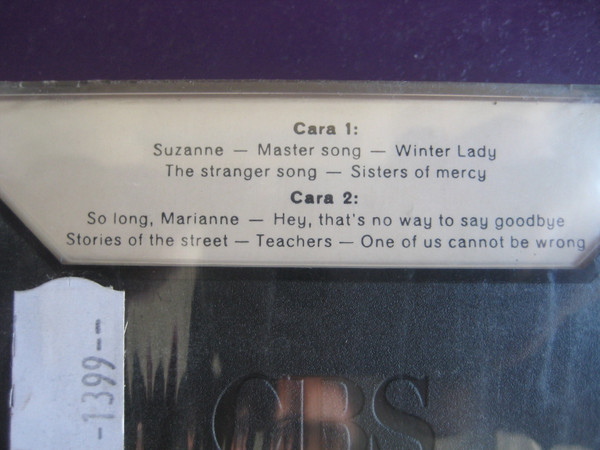 Cara 1:
Suzanne — Master song — Winter Lady
The stranger song — Sisters of mercy
Cara 2:
So long, Marianne — Hey, that's no way to say goodbye
Stories of the street — Teachers — One of us cannot be wrong
-1399--
CBS